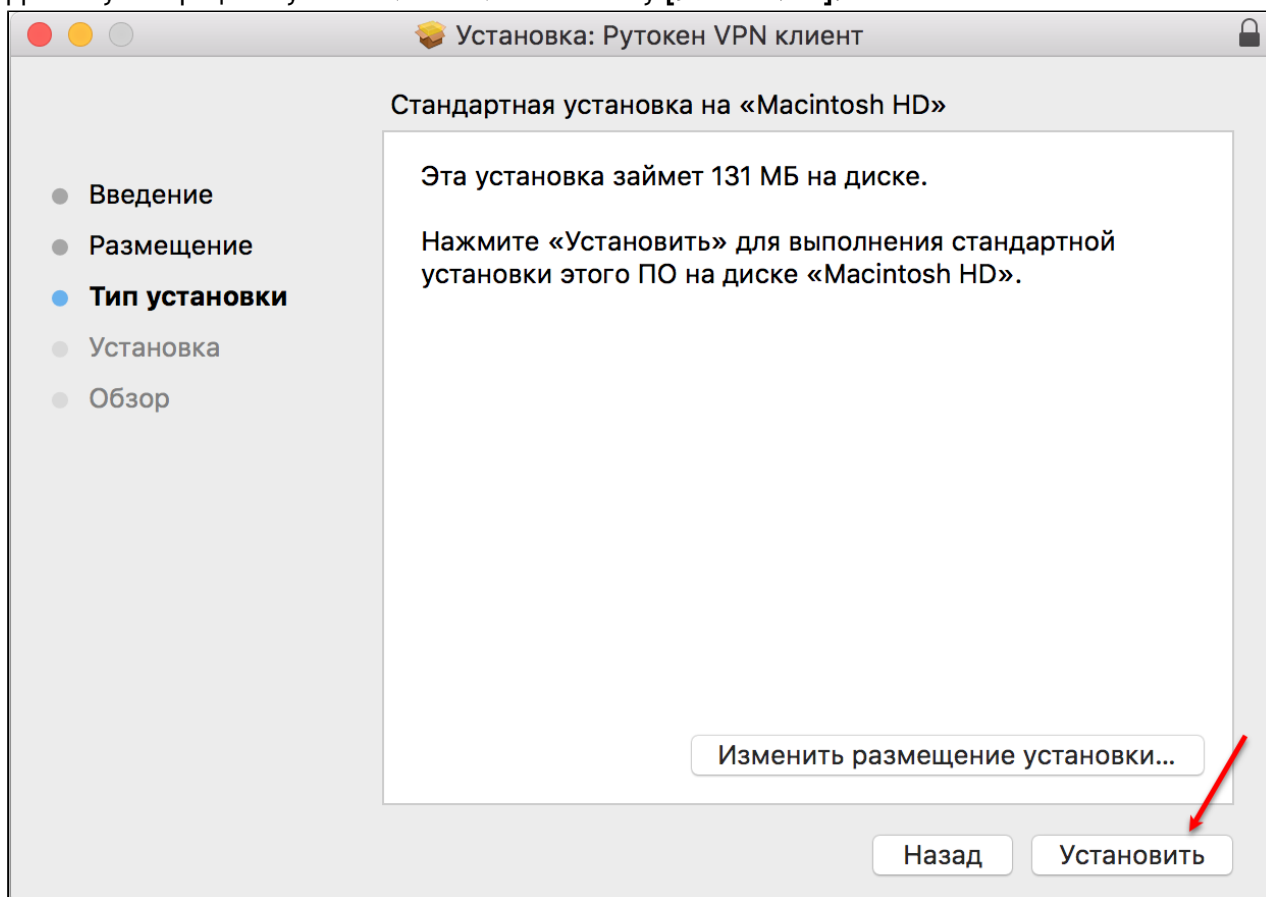 Установка: Рутокен VPN клиент
Стандартная установка на «Macintosh HD»
Введение
Размещение
Тип установки
Установка
Обзор
Эта установка займет 131 МБ на диске.
Нажмите «Установить» для выполнения стандартной
установки этого ПО на диске «Macintosh HD».
Изменить размещение установки...
Назад
Установить